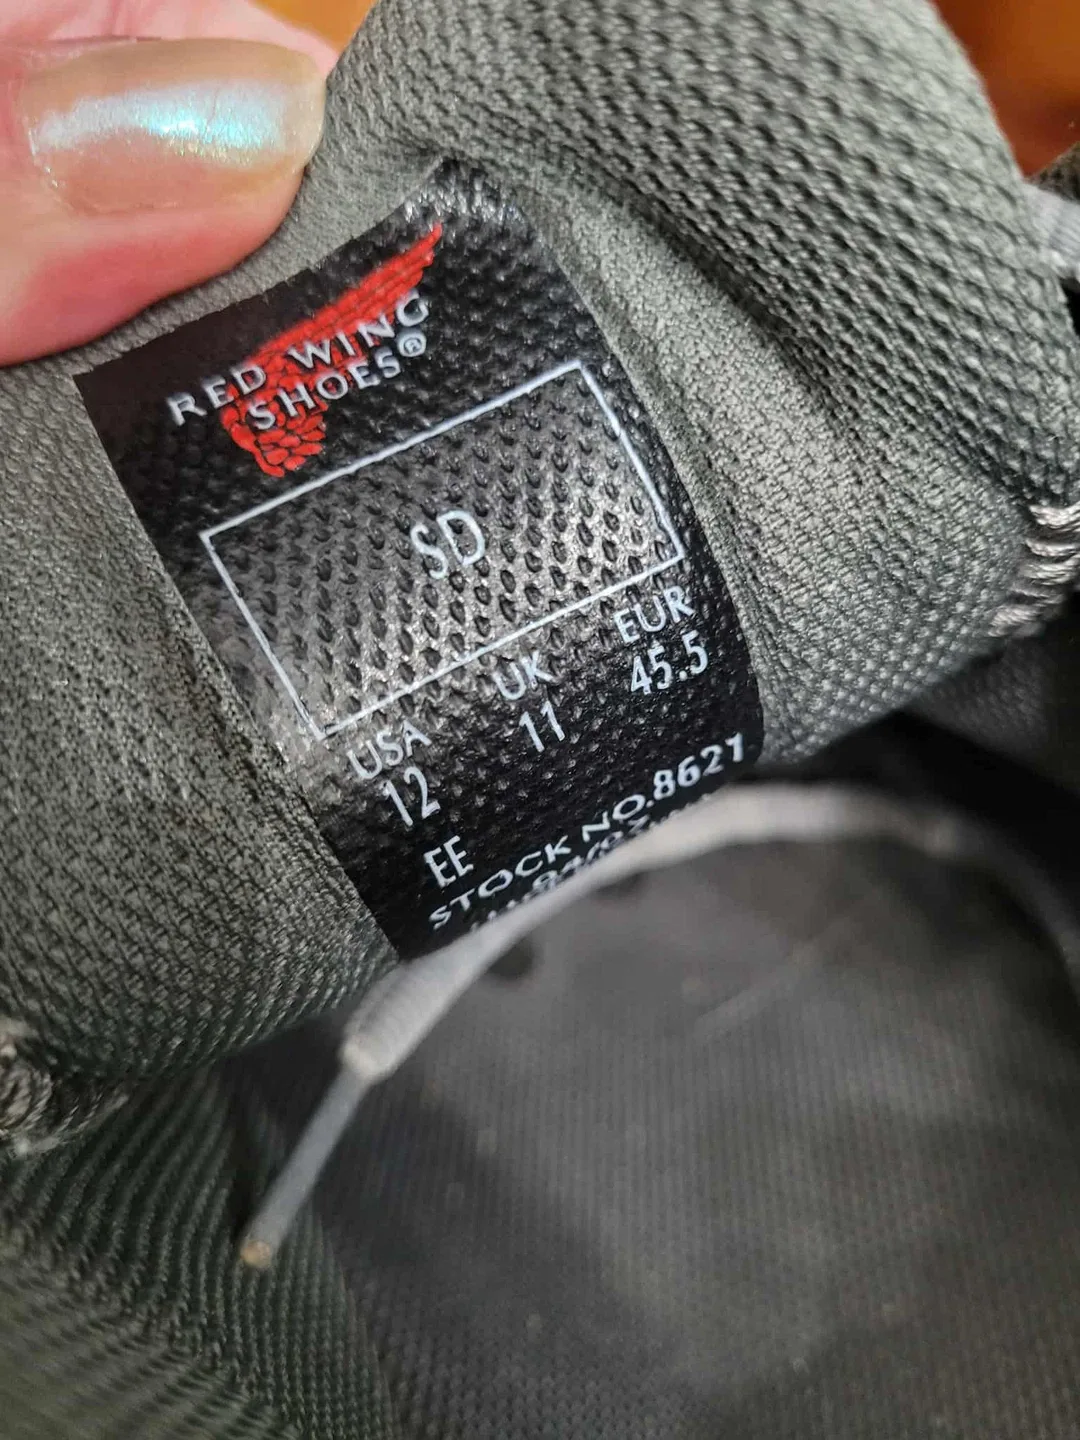 RED WING
SHOES®
SD
USA UK EUR
12 11 45.5
EE
STOCK NO.8621